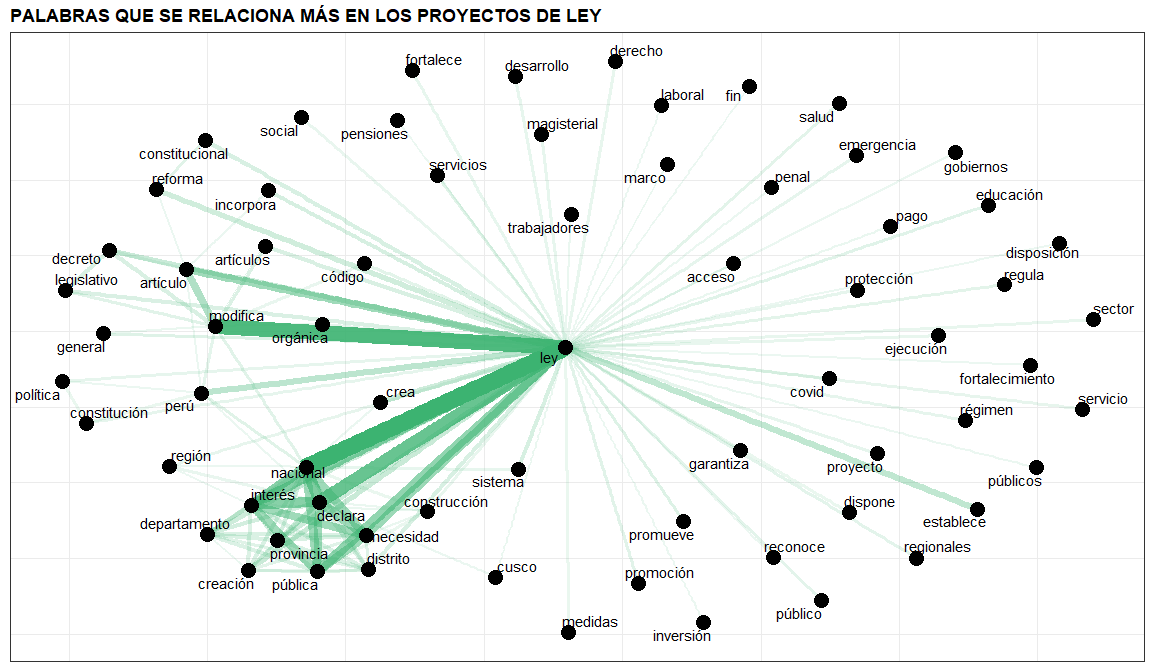 PALABRAS QUE SE RELACIONA MÁS EN LOS PROYECTOS DE LEY
derecho
fortalece
desarrollo
laboral
fin
salud
social
pensiones
magisterial
emergencia
constitucional
servicios
gobiernos
reforma
marco
penal
educación
incorpora
pago
trabajadores
disposición
decreto
artículos
legislativo
artículo
código
acceso
protección
regula
sector
modifica
orgánica
general
ley
ejecución
fortalecimiento
política
crea
covid
servicio
constitución
perú
régimen
región
nacional
garantiza
proyecto
sistema
públicos
interés
construcción
dispone
departamento
declara
establece
necesidad
promueve
provincia
distrito
reconoce
regionales
creación
pública
cusco
promoción
público
medidas
inversión